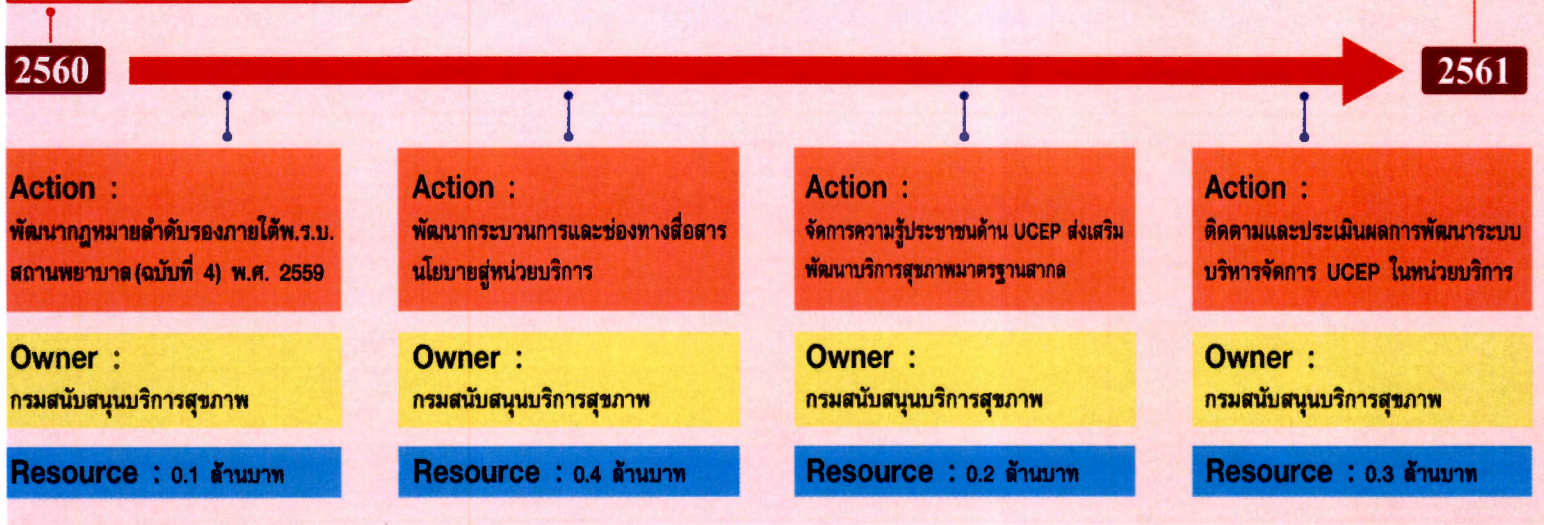 2560
2561
Action :
พัฒนากฎหมายลำดับรองภายใต้พ.ร.บ.
สถานพยาบาล (ฉบับที่ 4) พ.ศ. 2559
Owner :
กรมสนับสนุนบริการสุขภาพ
Resource : 0.1 ล้านบาท
Action :
พัฒนากระบวนการและช่องทางสื่อสาร
นโยบายสู่หน่วยบริการ
Owner :
กรมสนับสนุนบริการสุขภาพ
Resource : 0.4 ล้านบาท
Action :
จัดการความรู้ประชาชนด้าน UCEP ส่งเสริม
พัฒนาบริการสุขภาพมาตรฐานสากล
Owner :
กรมสนับสนุนบริการสุขภาพ
Resource : 0.2 ล้านบาท
Action :
ติดตามและประเมินผลการพัฒนาระบบ
บริหารจัดการ UCEP ในหน่วยบริการ
Owner :
กรมสนับสนุนบริการสุขภาพ
Resource : 0.3 ล้านบาท